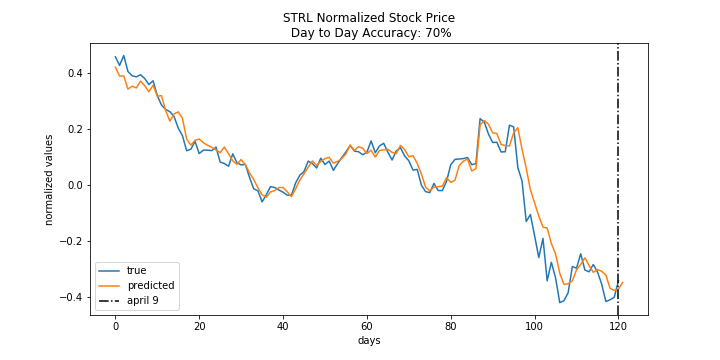 STRL Normalized Stock Price
Day to Day Accuracy: 70%
normalized values
0.4
0.2
0.0
−0.2
−0.4
true
predicted
april 9
0
20
40
60
80
100
120
days